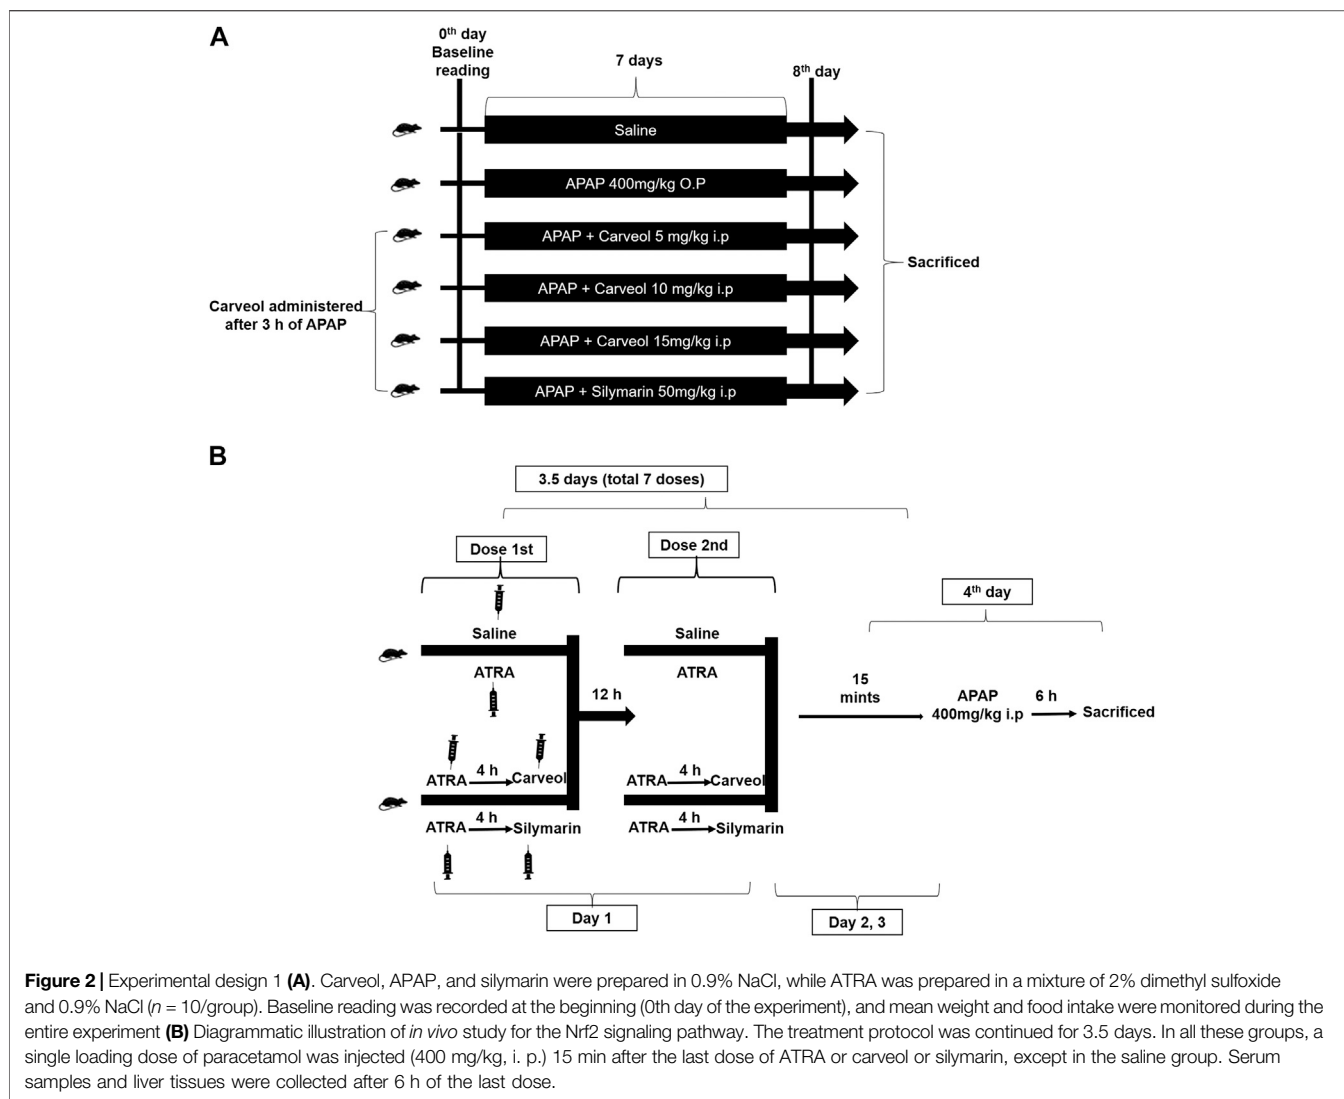 A
0th day
Baseline
reading
7 days
8th day
Saline
APAP 400mg/kg O.P
APAP + Carveol 5 mg/kg i.p
APAP + Carveol 10 mg/kg i.p
APAP + Carveol 15mg/kg i.p
APAP + Silymarin 50mg/kg i.p
Carveol administered
after 3 h of APAP
Sacrificed
B
3.5 days (total 7 doses)
Dose 1st
Dose 2nd
4th day
Saline
ATRA
12 h
Saline
ATRA
15
mints
APAP
400mg/kg i.p
6 h
Sacrificed
ATRA
4 h
Carveol
ATRA
4 h
Silymarin
ATRA
4 h
Carveol
ATRA
4 h
Silymarin
Day 1
Day 2, 3
Figure 2 | Experimental design 1 (A). Carveol, APAP, and silymarin were prepared in 0.9% NaCl, while ATRA was prepared in a mixture of 2% dimethyl sulfoxide
and 0.9% NaCl (n = 10/group). Baseline reading was recorded at the beginning (0th day of the experiment), and mean weight and food intake were monitored during the
entire experiment (B) Diagrammatic illustration of in vivo study for the Nrf2 signaling pathway. The treatment protocol was continued for 3.5 days. In all these groups, a
single loading dose of paracetamol was injected (400 mg/kg, i. p.) 15 min after the last dose of ATRA or carveol or silymarin, except in the saline group. Serum
samples and liver tissues were collected after 6 h of the last dose.